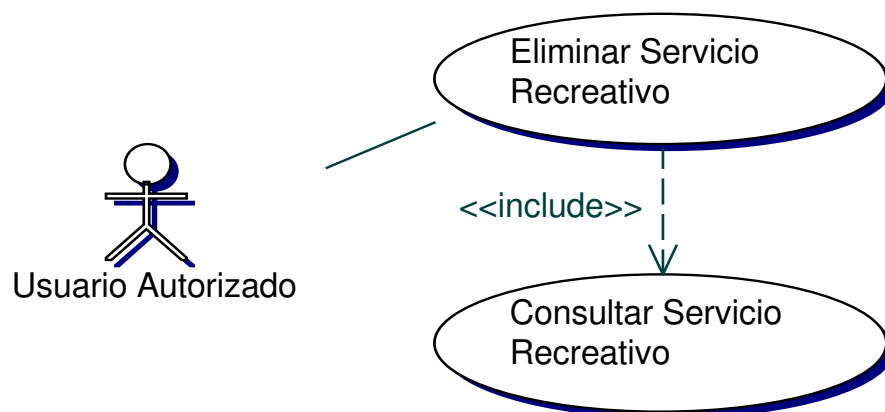 Eliminar Servicio
Recreativo
<<include>>
Usuario Autorizado
Consultar Servicio
Recreativo